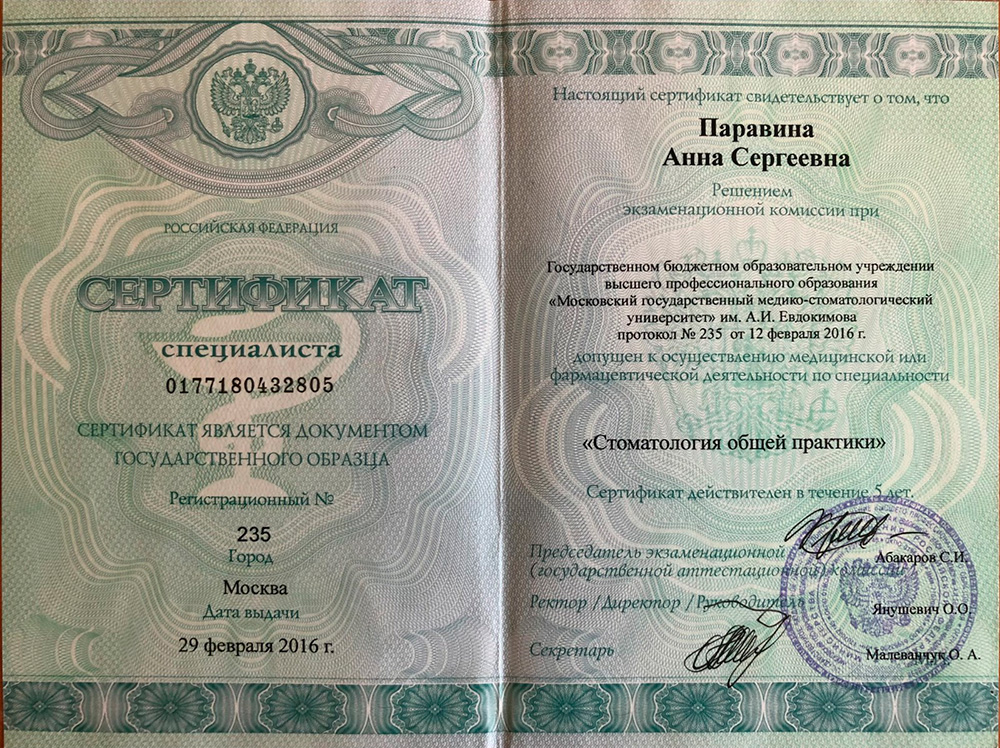 РОССИЙСКАЯ ФЕДЕРАЦИЯ
СЕРТИФИКАТ
специалиста
0177180432805
СЕРТИФИКАТ ЯВЛЯЕТСЯ ДОКУМЕНТОМ
ГОСУДАРСТВЕННОГО ОБРАЗЦА
Регистрационный №
235
Город
Москва
Дата выдачи
29 февраля 2016 г.
Настоящий сертификат свидетельствует о том, что
Паравина
Анна Сергеевна
Решением
экзаменационной комиссии при
Государственном бюджетном образовательном учреждении
высшего профессионального образования
«Московский государственный медико-стоматологический
университет» им. А.И. Евдокимова
протокол № 235 от 12 февраля 2016 г.
допущен к осуществлению медицинской или
фармацевтической деятельности по специальности
«Стоматология общей практики»
Сертификат действителен в течение 5 лет.
Председатель экзаменационной
(государственной аттестационной) комиссии
Абакаров С.И.
Ректор /Директор /Руководитель
Янушевич О.О.
Секретарь
Малеванчук О. А.